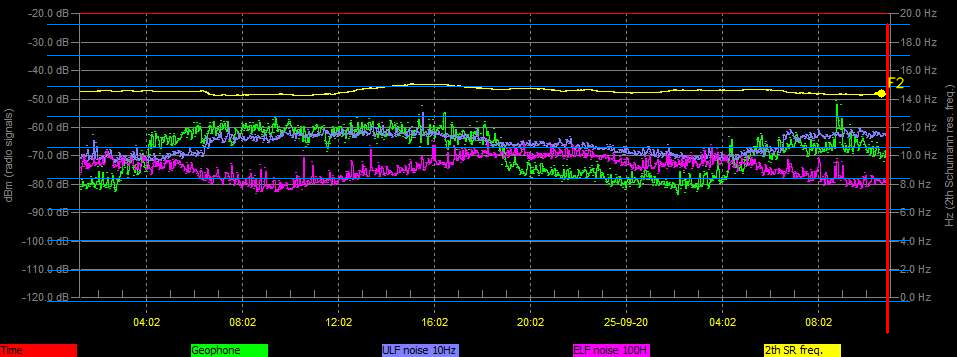 -20.0 dB 20.0 Hz
-30.0 dB 18.0 Hz
-40.0 dB 16.0 Hz
F2
-50.0 dB 14.0 Hz
-60.0 dB 12.0 Hz
-70.0 dB 10.0 Hz
-80.0 dB 8.0 Hz
-90.0 dB 6.0 Hz
-100.0 dB 4.0 Hz
-110.0 dB 2.0 Hz
-120.0 dB 0.0 Hz
dBm (radio signals)
Hz (2th Schumann res. freq.)
04:02 08:02 12:02 16:02 20:02 25-09-20 04:02 08:02
Time Geophone ULF noise 10Hz ELF noise 100H 2th SR freq.